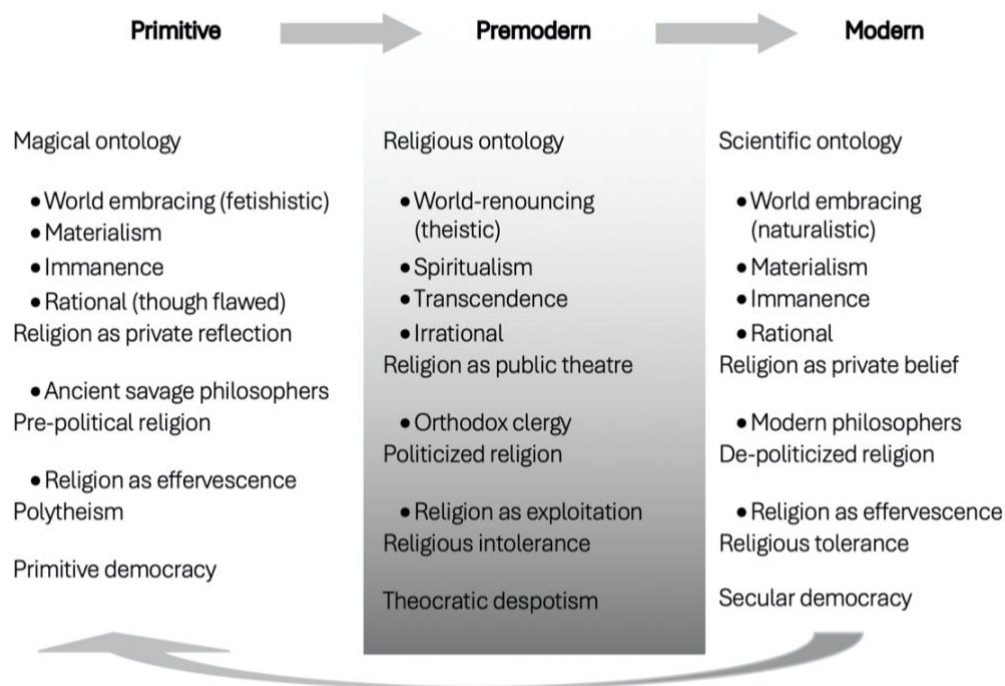 Primitive
Premodern
Modern
Magical ontology
• World embracing (fetishistic)
• Materialism
• Immanence
• Rational (though flawed)
Religion as private reflection
• Ancient savage philosophers
Pre-political religion
• Religion as effervescence
Polytheism
Primitive democracy
Religious ontology
• World-renouncing
(theistic)
• Spiritualism
• Transcendence
• Irrational
Religion as public theatre
• Orthodox clergy
Politicized religion
• Religion as exploitation
Religious intolerance
Theocratic despotism
Scientific ontology
• World embracing
(naturalistic)
• Materialism
• Immanence
• Rational
Religion as private belief
• Modern philosophers
De-politicized religion
• Religion as effervescence
Religious tolerance
Secular democracy